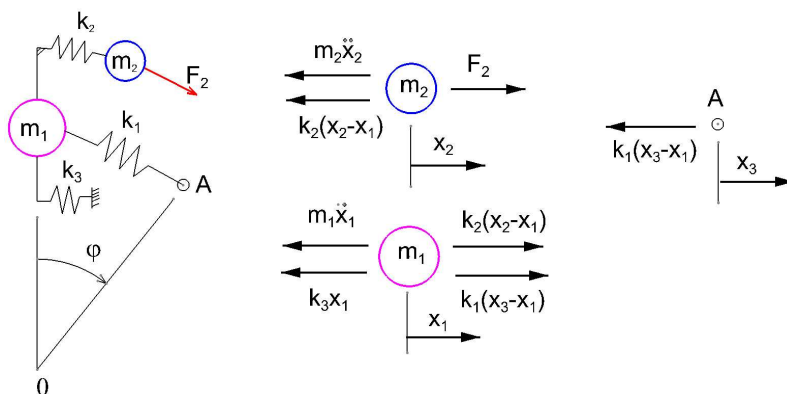 k₂
m₂
F₂
m₁
k₁
k₃
A
φ
0
m₂ẍ₂
F₂
m₂
k₂(x₂-x₁)
x₂
m₁ẍ₁
k₂(x₂-x₁)
m₁
k₃x₁
k₁(x₃-x₁)
x₁
A
k₁(x₃-x₁)
x₃